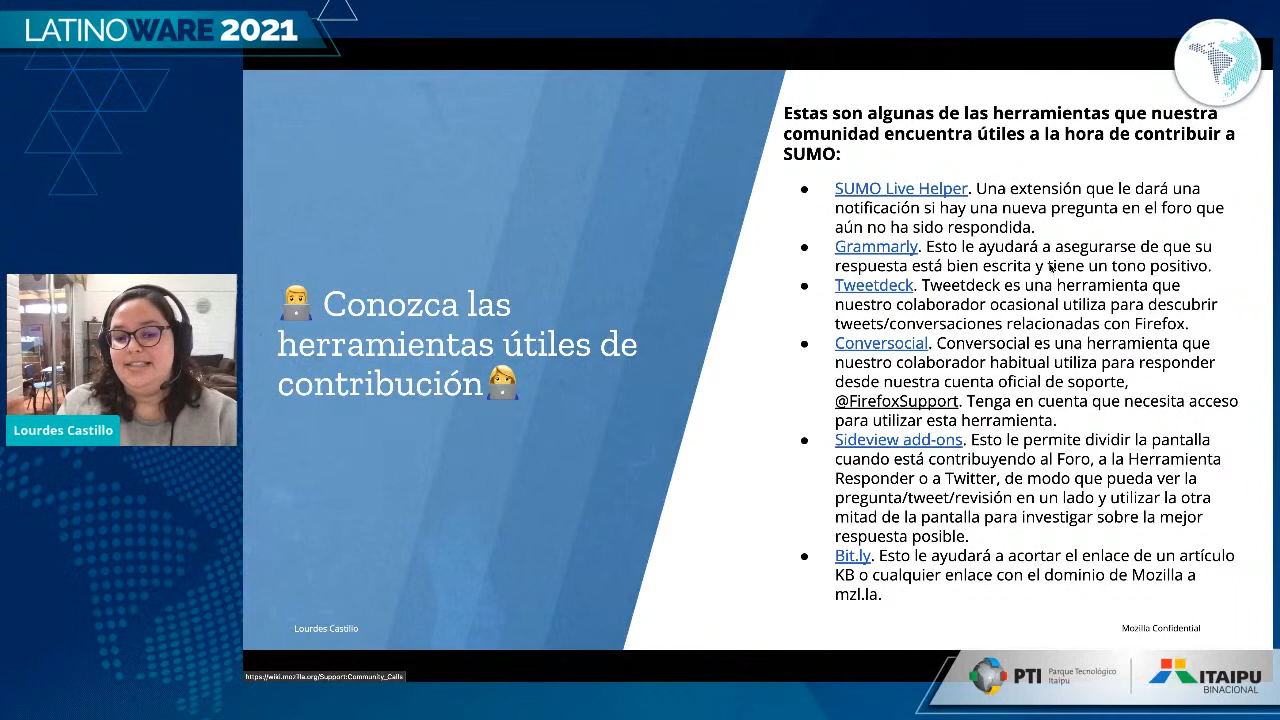 LATINOWARE 2021
Estas son algunas de las herramientas que nuestra
comunidad encuentra útiles a la hora de contribuir a
SUMO:
● SUMO Live Helper. Una extensión que le dará una
notificación si hay una nueva pregunta en el foro que
aún no ha sido respondida.
● Grammarly. Esto le ayudará a asegurarse de que su
respuesta está bien escrita y tiene un tono positivo.
● Tweetdeck. Tweetdeck es una herramienta que
nuestro colaborador ocasional utiliza para descubrir
tweets/conversaciones relacionadas con Firefox.
● Conversocial. Conversocial es una herramienta que
nuestro colaborador habitual utiliza para responder
desde nuestra cuenta oficial de soporte,
@FirefoxSupport. Tenga en cuenta que necesita acceso
para utilizar esta herramienta.
● Sideview add-ons. Esto le permite dividir la pantalla
cuando está contribuyendo al Foro, a la Herramienta
Responder o a Twitter, de modo que pueda ver la
pregunta/tweet/revisión en un lado y utilizar la otra
mitad de la pantalla para investigar sobre la mejor
respuesta posible.
● Bit.ly. Esto le ayudará a acortar el enlace de un artículo
KB o cualquier enlace con el dominio de Mozilla a
mzl.la.
Conozca las
herramientas útiles de
contribución
Lourdes Castillo
Lourdes Castillo
Mozilla Confidential
https://wiki.mozilla.org/Support:Community_Calls
PTI
Parque Tecnológico
Itaipu
ITAIPU
BINACIONAL